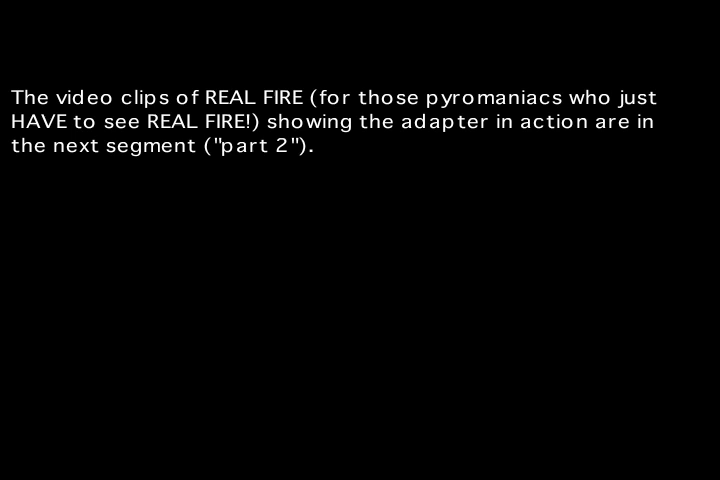 The video clips of REAL FIRE (for those pyromaniacs who just
HAVE to see REAL FIRE!) showing the adapter in action are in
the next segment ("part 2").